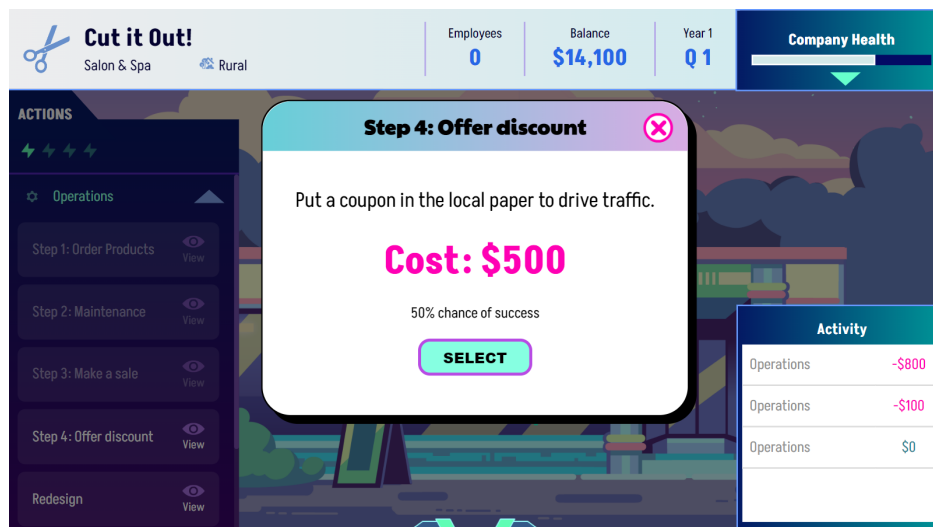 Cut it Out!
Salon & Spa
Rural
Employees
0
Balance
$14,100
Year 1
Q 1
Company Health
ACTIONS
Operations
Step 1: Order Products
View
Step 2: Maintenance
View
Step 3: Make a sale
View
Step 4: Offer discount
View
Redesign
View
Step 4: Offer discount
Put a coupon in the local paper to drive traffic.
Cost: $500
50% chance of success
SELECT
Activity
Operations -$800
Operations -$100
Operations $0